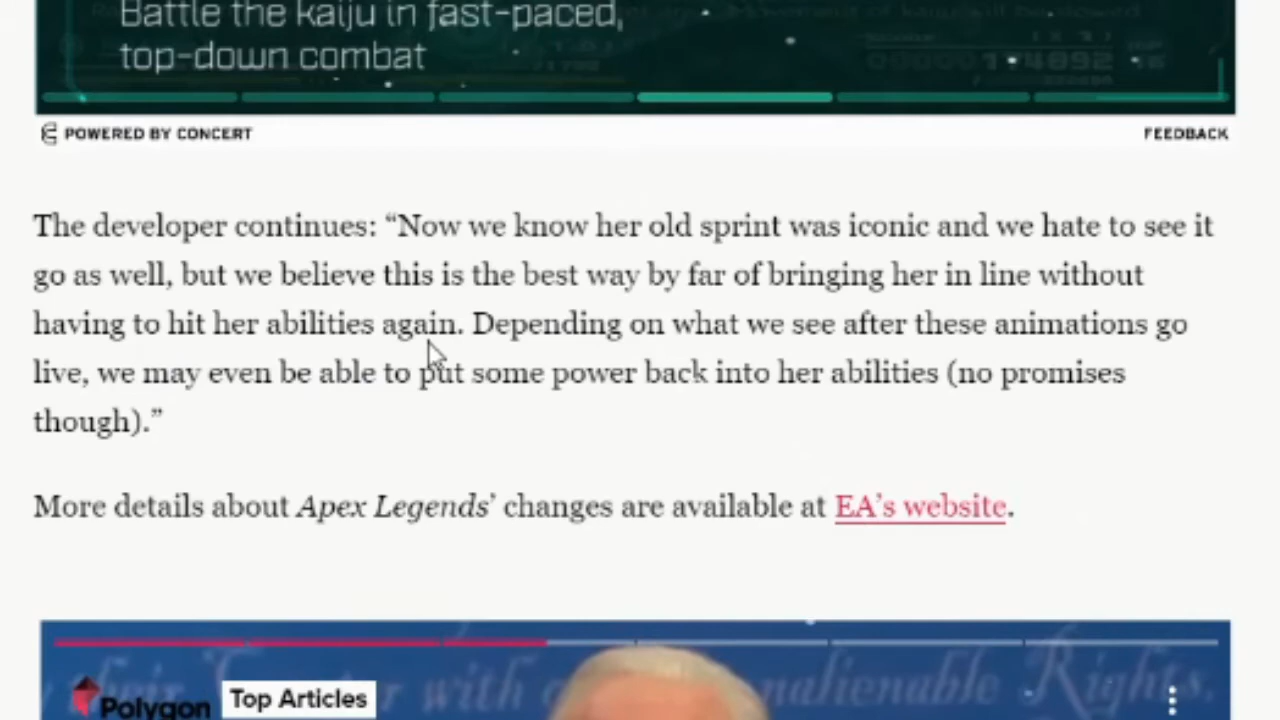 Battle the kaiju in fast-paced,
top-down combat
POWERED BY CONCERT
FEEDBACK
The developer continues: “Now we know her old sprint was iconic and we hate to see it
go as well, but we believe this is the best way by far of bringing her in line without
having to hit her abilities again. Depending on what we see after these animations go
live, we may even be able to put some power back into her abilities (no promises
though).”
More details about Apex Legends’ changes are available at EA’s website.
with
Rights,
Polygon
Top Articles